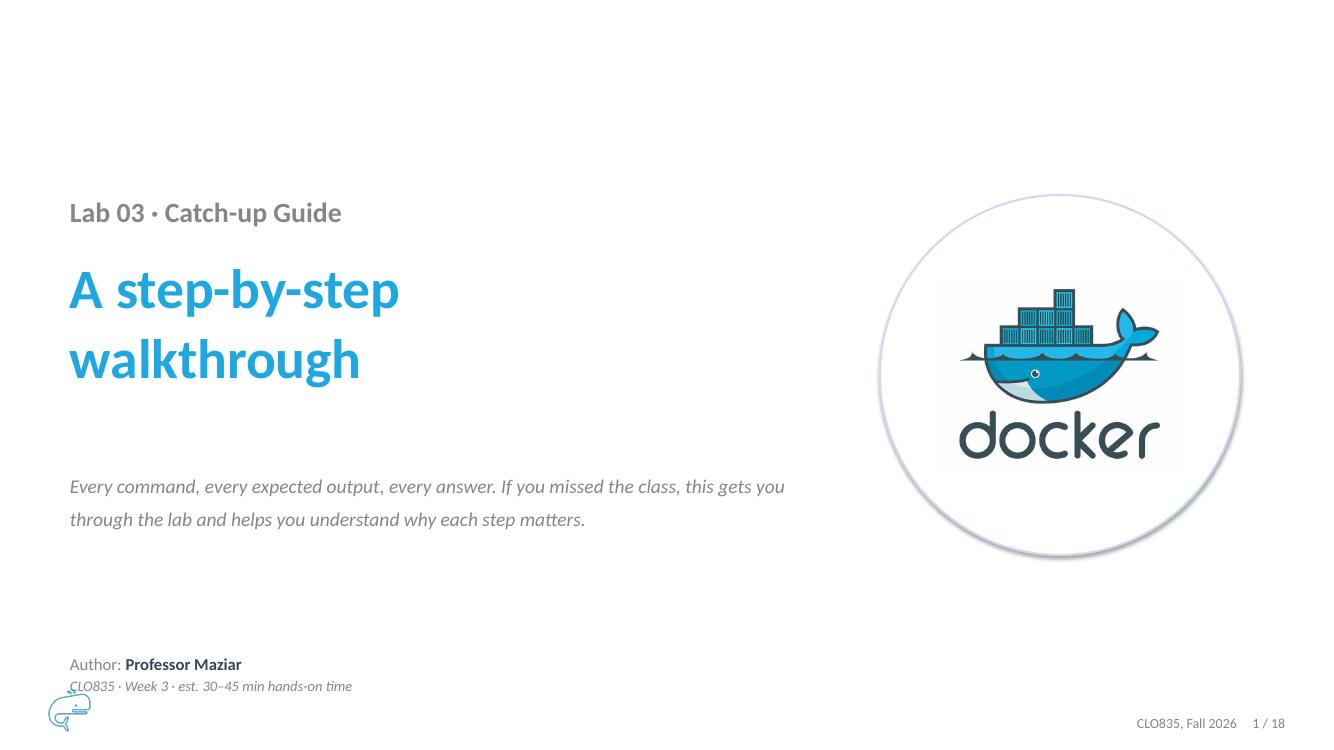 Lab 03 · Catch-up Guide
A step-by-step
walkthrough
docker
Every command, every expected output, every answer. If you missed the class, this gets you
through the lab and helps you understand why each step matters.
Author: Professor Maziar
CLO835 · Week 3 · est. 30–45 min hands-on time
CLO835, Fall 2026 1 / 18